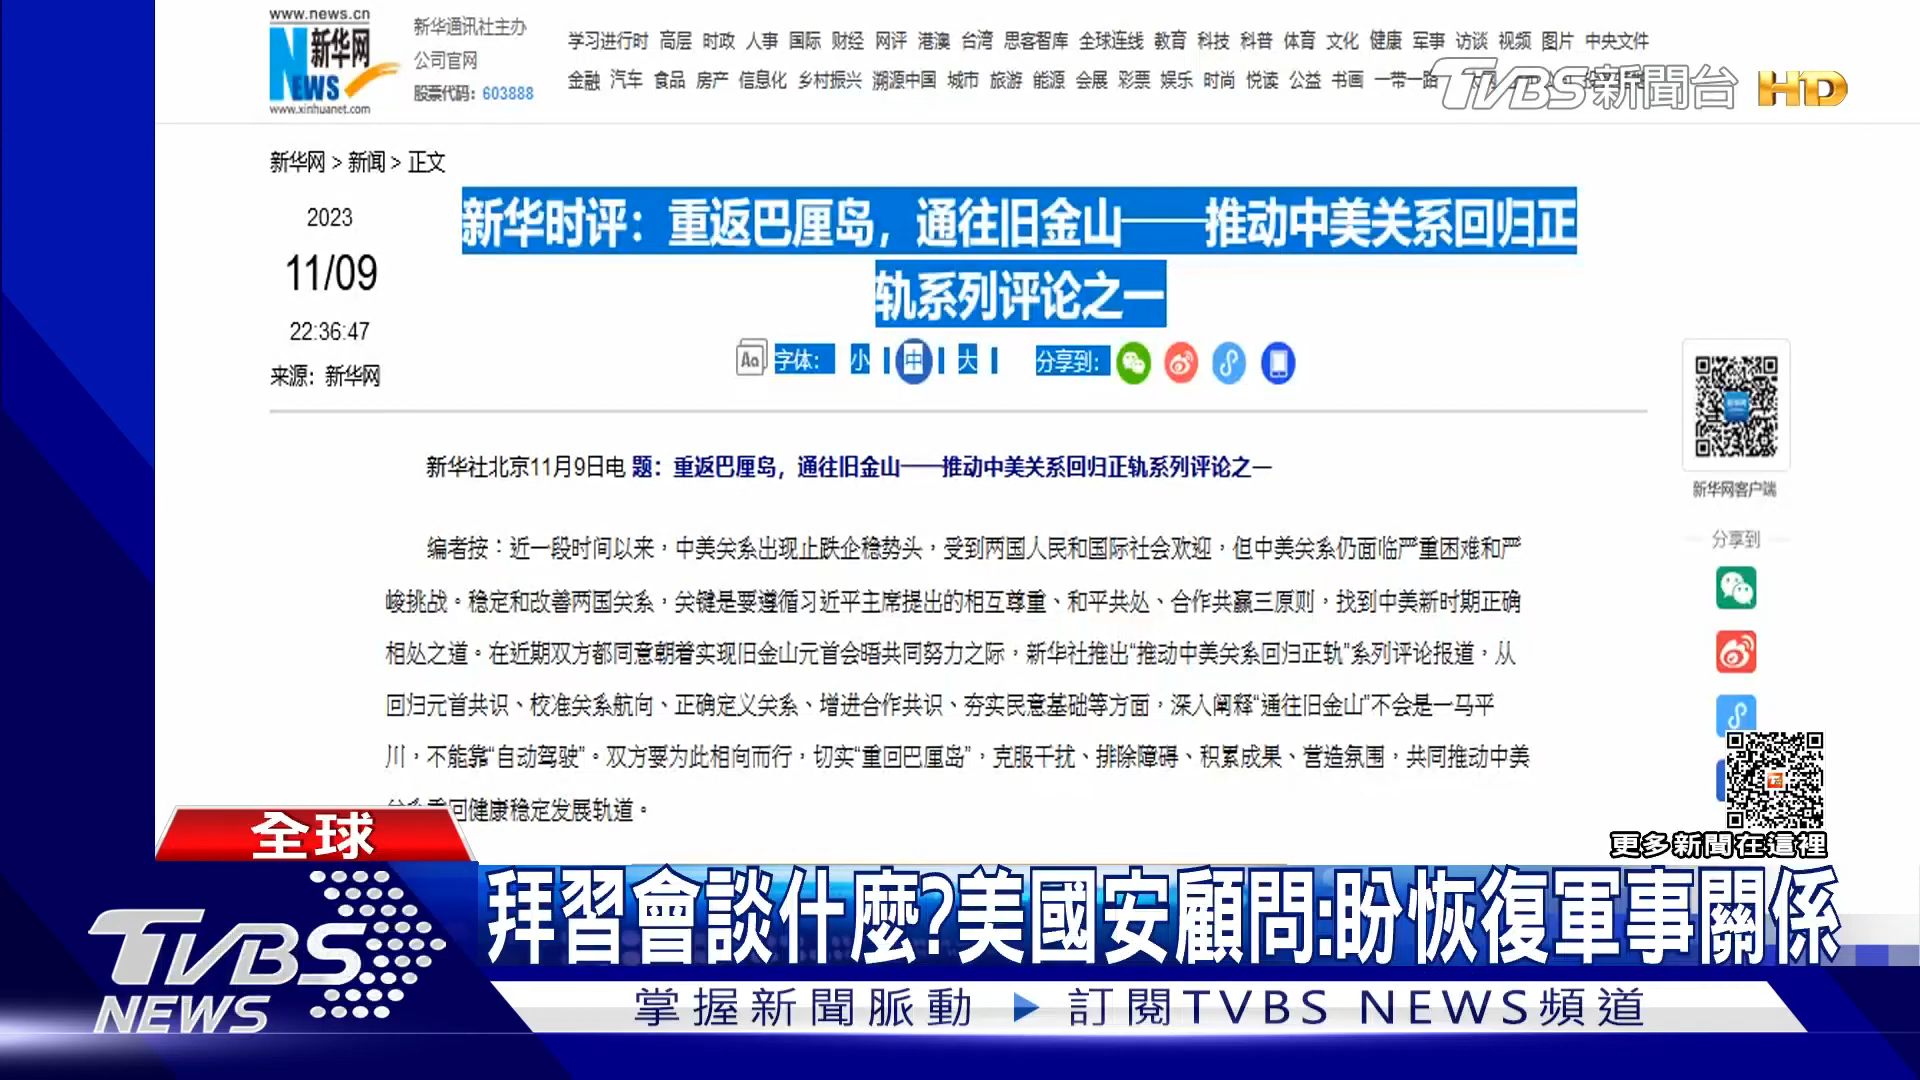 www.news.cn
新华网
NEWS
www.xinhuanet.com
新华通讯社主办
公司官网
股票代码：603888
学习进行时 高层 时政 人事 国际 财经 网评 港澳 台湾 思客智库 全球连线 教育 科技 科普 体育 文化 健康 军事 访谈 视频 图片 中央文件
金融 汽车 食品 房产 信息化 乡村振兴 溯源中国 城市 旅游 能源 会展 彩票 娱乐 时尚 悦读 公益 书画 一带一路
TVBS新聞台 HD
新华网 > 新闻 > 正文
2023
11/09
22:36:47
来源：新华网
新华时评：重返巴厘岛，通往旧金山——推动中美关系回归正
轨系列评论之一
Aa 字体： 小 中 大 分享到：
新华社北京11月9日电 题：重返巴厘岛，通往旧金山——推动中美关系回归正轨系列评论之一
编者按：近一段时间以来，中美关系出现止跌企稳势头，受到两国人民和国际社会欢迎，但中美关系仍面临严重困难和严
峻挑战。稳定和改善两国关系，关键是要遵循习近平主席提出的相互尊重、和平共处、合作共赢三原则，找到中美新时期正确
相处之道。在近期双方都同意朝着实现旧金山元首会晤共同努力之际，新华社推出“推动中美关系回归正轨”系列评论报道，从
回归元首共识、校准关系航向、正确定义关系、增进合作共识、夯实民意基础等方面，深入阐释“通往旧金山”不会是一马平
川，不能靠“自动驾驶”。双方要为此相向而行，切实“重回巴厘岛”，克服干扰、排除障碍、积累成果、营造氛围，共同推动中美
回健康稳定发展轨道。
新华网客户端
分享到
更多新聞在這裡
全球
拜習會談什麼?美國安顧問:盼恢復軍事關係
TVBS
NEWS
掌握新聞脈動 ▶ 訂閱TVBS NEWS頻道